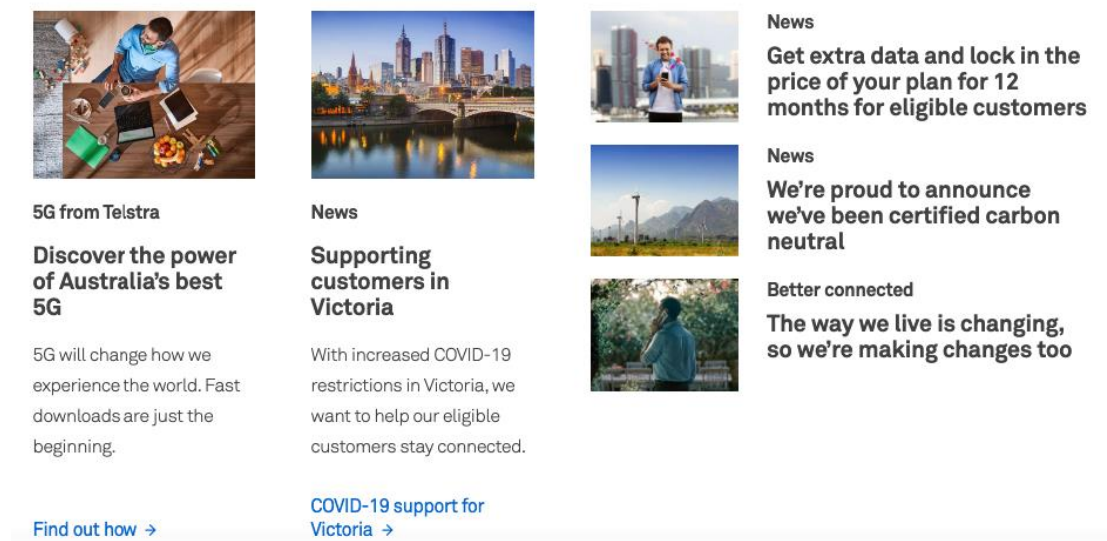 5G from Telstra
Discover the power
of Australia's best
5G
5G will change how we
experience the world. Fast
downloads are just the
beginning.
Find out how →
News
Supporting
customers in
Victoria
With increased COVID-19
restrictions in Victoria, we
want to help our eligible
customers stay connected.
COVID-19 support for
Victoria →
News
Get extra data and lock in the
price of your plan for 12
months for eligible customers
News
We’re proud to announce
we’ve been certified carbon
neutral
Better connected
The way we live is changing,
so we’re making changes too